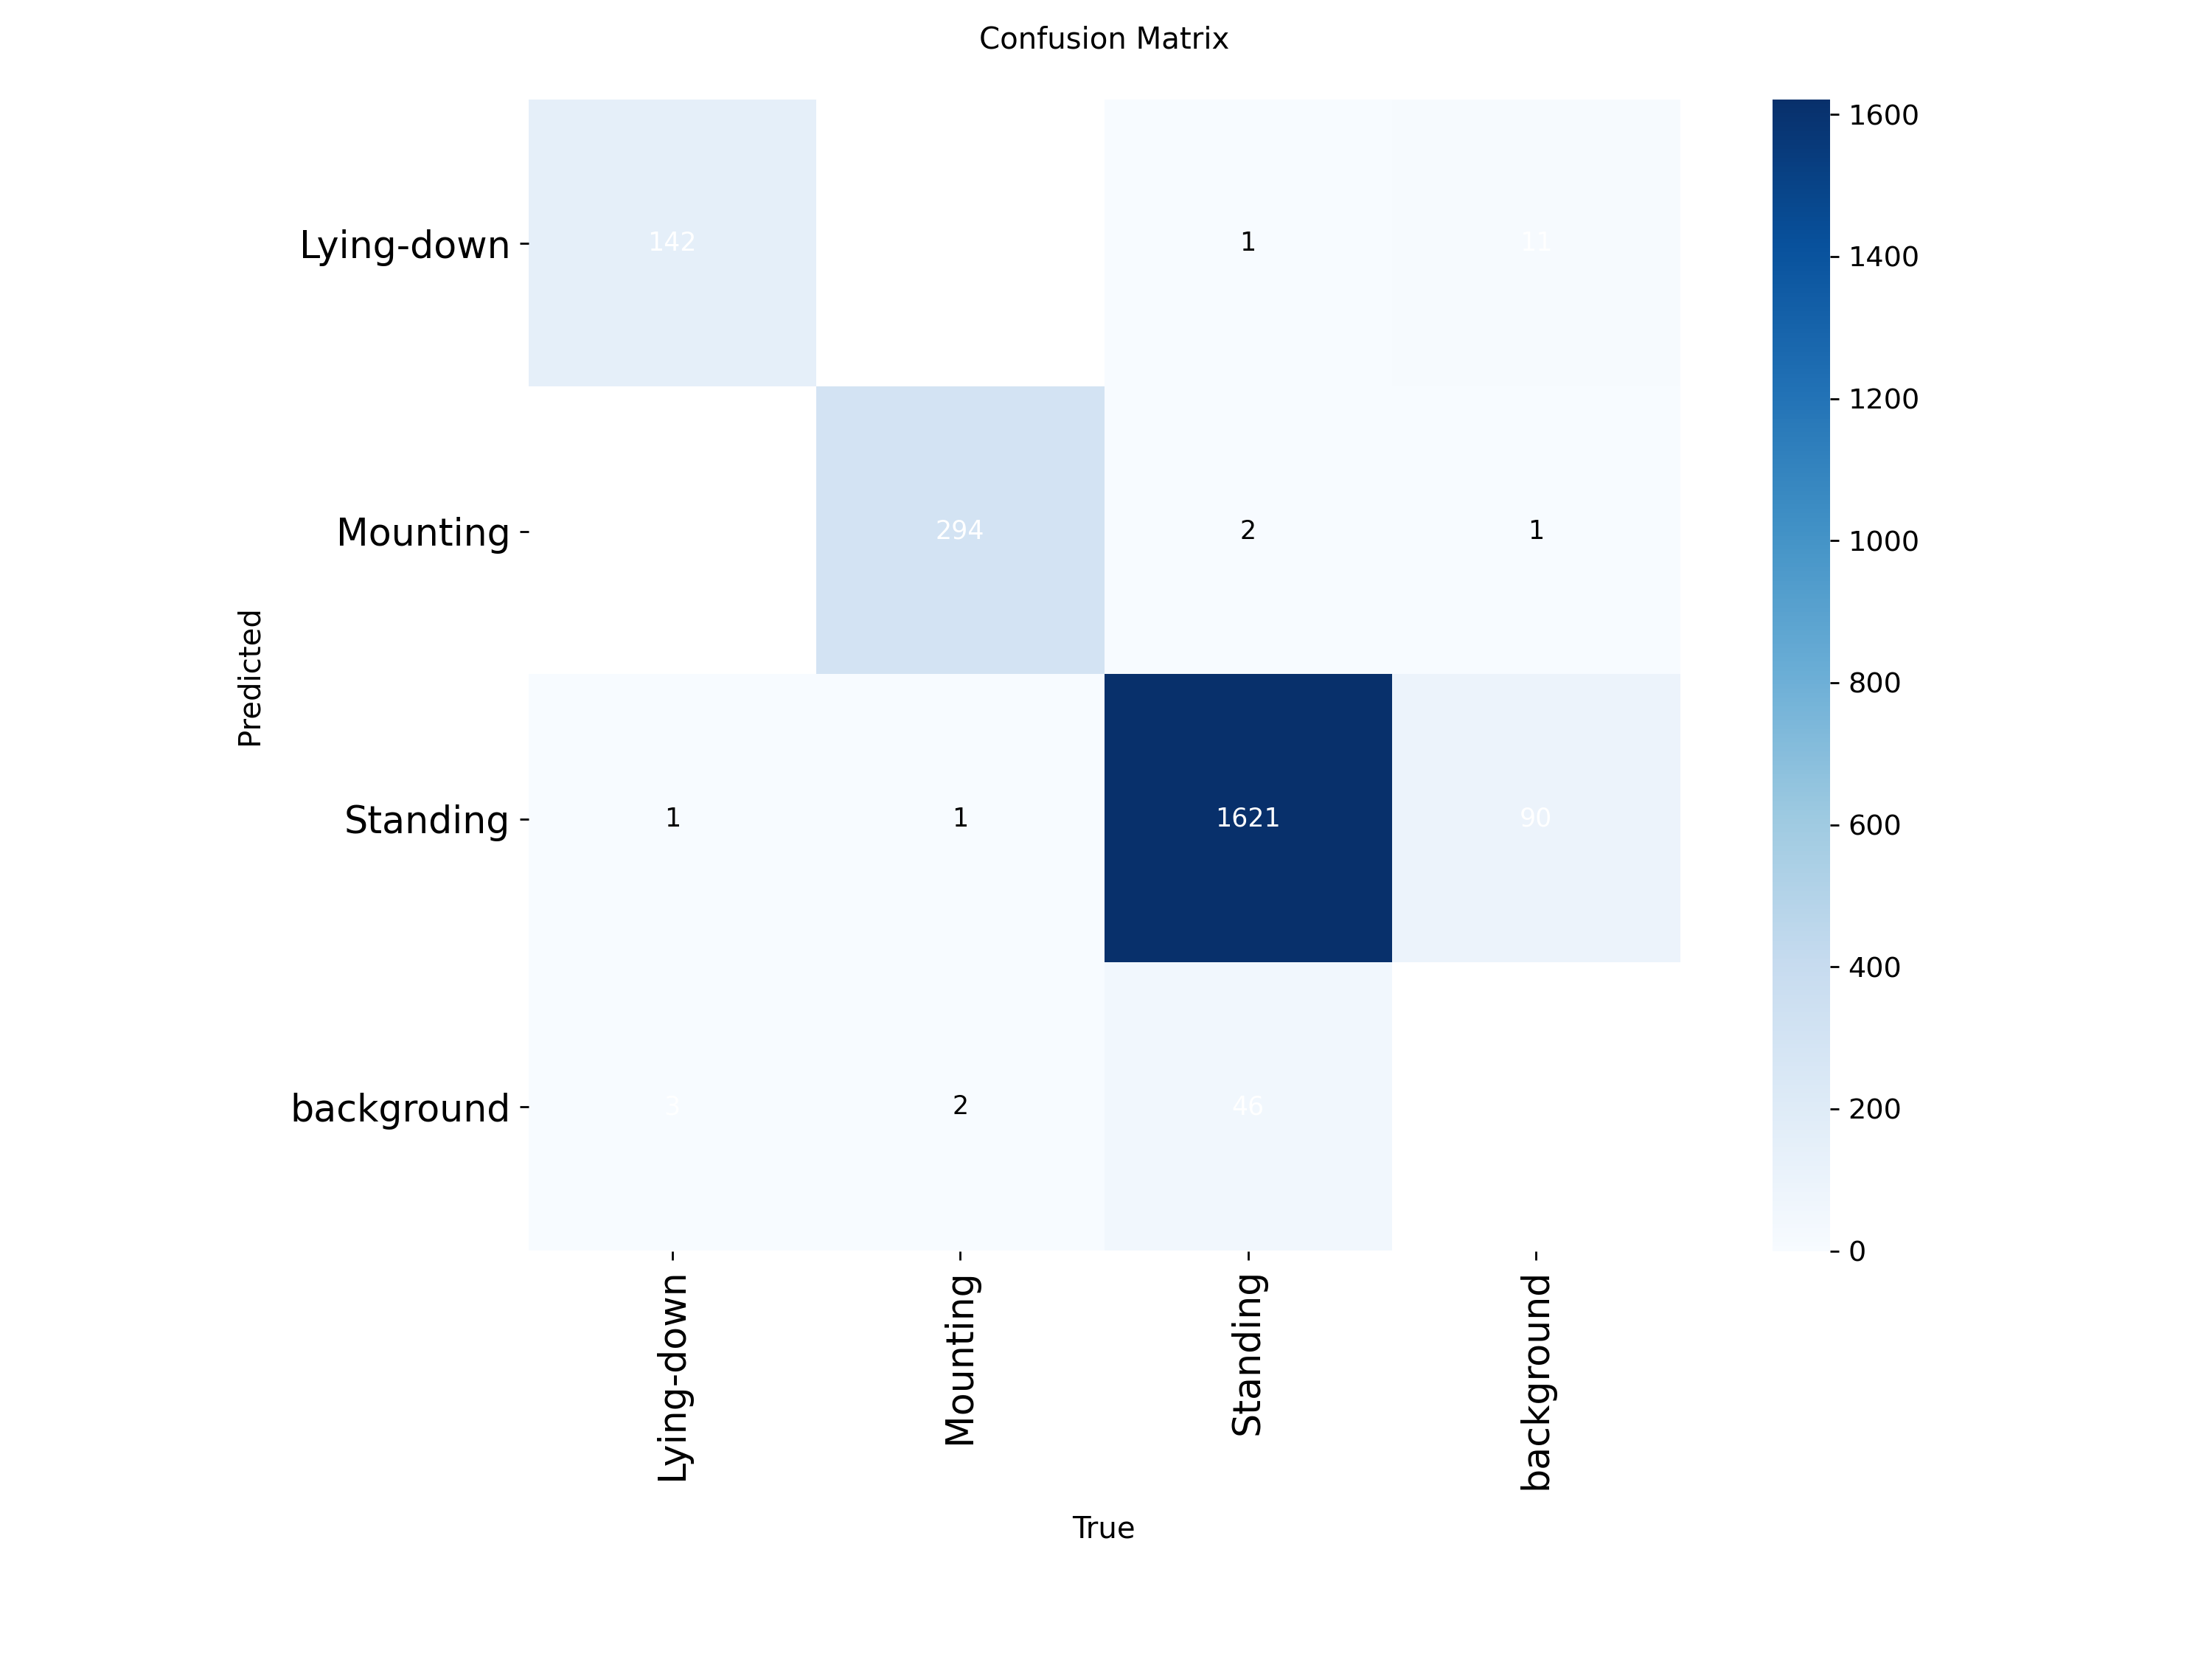 Confusion Matrix
Lying-down
142
1
11
Mounting
294
2
1
Standing
1
1
1621
90
background
3
2
46
Predicted
Lying-down
Mounting
Standing
background
True
1600
1400
1200
1000
800
600
400
200
0